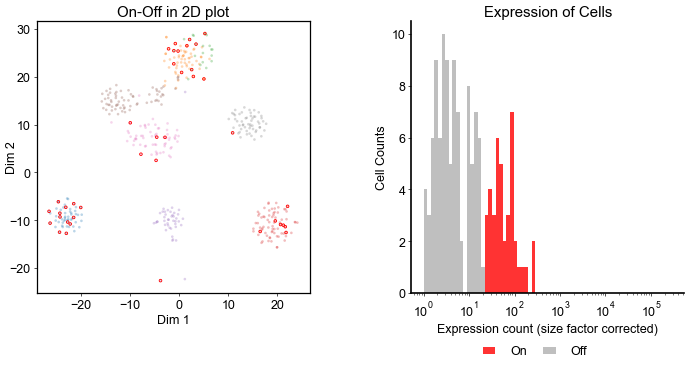 On-Off in 2D plot
30
20
10
0
−10
−20
Dim 2
−20
−10
0
10
20
Dim 1
Expression of Cells
10
8
6
4
2
0
Cell Counts
10⁰
10¹
10²
10³
10⁴
10⁵
Expression count (size factor corrected)
On
Off